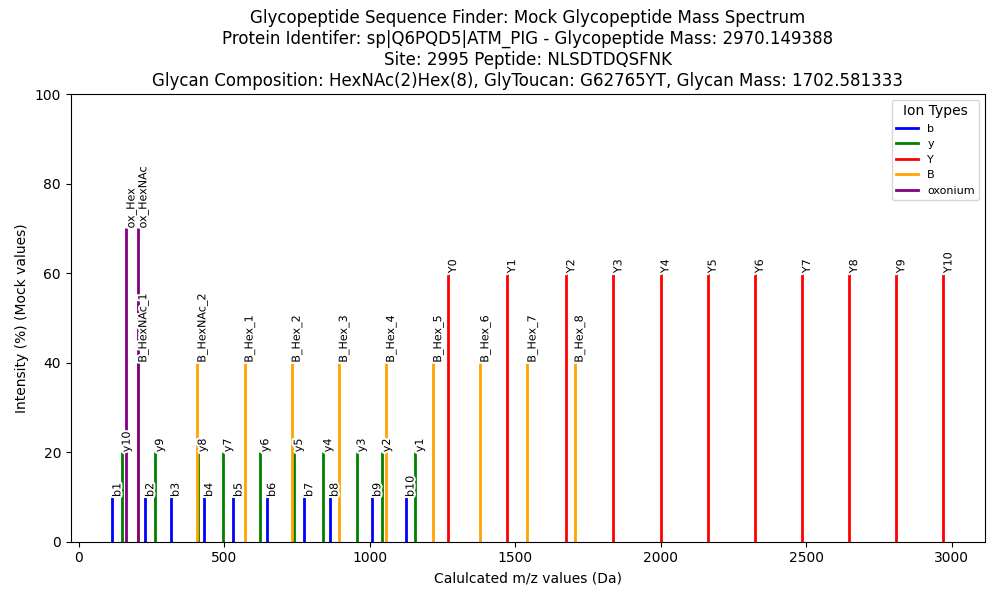 Glycopeptide Sequence Finder: Mock Glycopeptide Mass Spectrum
Protein Identifer: sp|Q6PQD5|ATM_PIG - Glycopeptide Mass: 2970.149388
Site: 2995 Peptide: NLSDTDQSFNK
Glycan Composition: HexNAc(2)Hex(8), GlyToucan: G62765YT, Glycan Mass: 1702.581333
Ion Types
b
y
Y
B
oxonium
ox_Hex
ox_HexNAc
B_HexNAc_1
B_HexNAc_2
B_Hex_1
B_Hex_2
B_Hex_3
B_Hex_4
B_Hex_5
B_Hex_6
B_Hex_7
B_Hex_8
Y0
Y1
Y2
Y3
Y4
Y5
Y6
Y7
Y8
Y9
Y10
y10
y9
y8
y7
y6
y5
y4
y3
y2
y1
b1
b2
b3
b4
b5
b6
b7
b8
b9
b10
100
80
60
40
20
0
Intensity (%) (Mock values)
0
500
1000
1500
2000
2500
3000
Calulcated m/z values (Da)